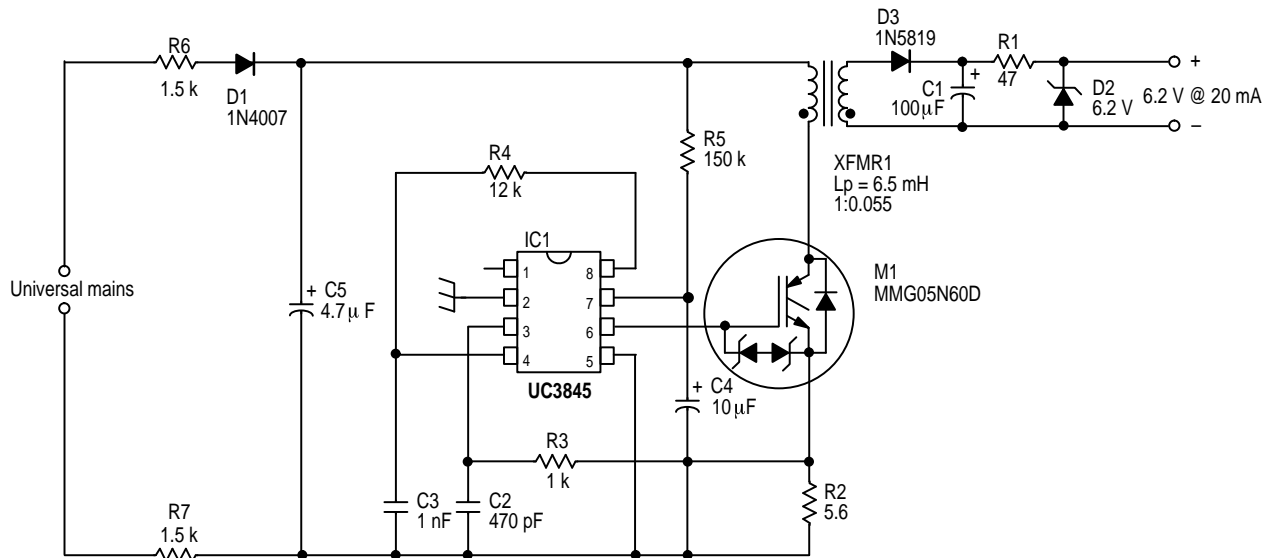 R6
1.5 k
D1
1N4007
D3
1N5819
R1
47
+
C1
100μF
+
D2
6.2 V
6.2 V @ 20 mA
–
R5
150 k
XFMR1
Lp = 6.5 mH
1:0.055
R4
12 k
IC1
1
2
3
4
8
7
6
5
UC3845
M1
MMG05N60D
Universal mains
+ C5
4.7μ F
+ C4
10μF
R3
1 k
R2
5.6
C3
1 nF
C2
470 pF
R7
1.5 k